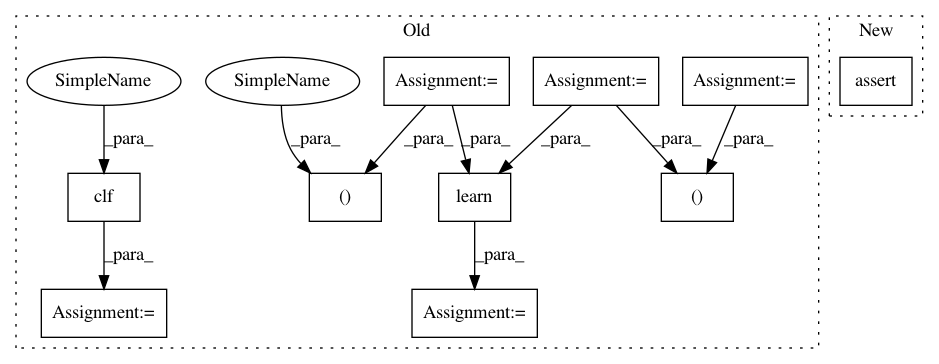 Old
New
SimpleName
SimpleName
Assignment:=
Assignment:=
Assignment:=
assert
_para_
_para_
_para_
_para_
_para_
_para_
_para_
clf
()
learn
()
_para_
_para_
Assignment:=
Assignment:=